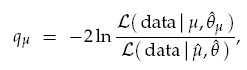 q_μ = −2 ln ℒ( data | μ, θ̂_μ ) / ℒ( data | μ̂, θ̂ ) ,